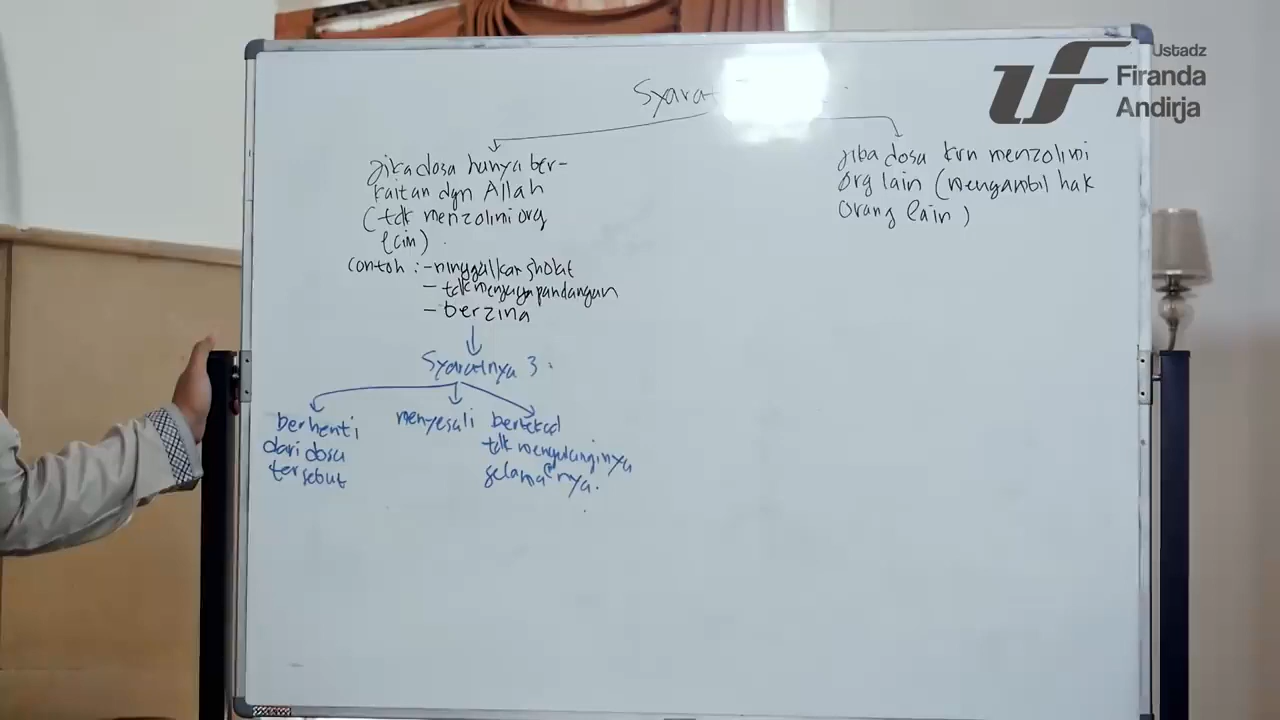 Ustadz
Firanda
Andirja
Syarat
jika dosa hanya ber-
kaitan dgn Allah
(tdk menzolimi org
lain).
contoh : - ninggalkan sholat
- tdk menjaga pandangan
- berzina
Syaratnya 3 :
berhenti
dari dosa
tersebut
menyesali
bertekad
tdk mengulanginya
selama²nya.
jika dosa krn menzolimi
org lain (mengambil hak
orang lain)